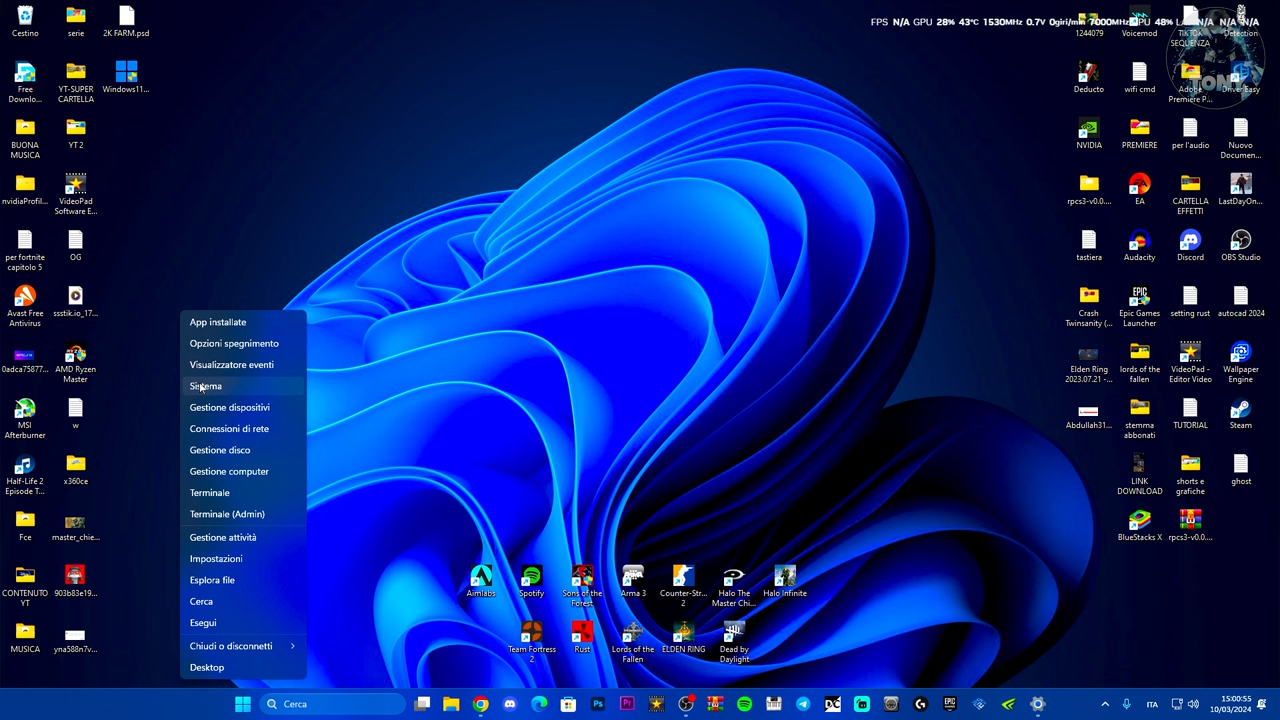 FPS N/A GPU 28% 43°C 1530MHz 0.7V 0giri/min 7000MHz
48%
N/A N/A
Cestino
serie
2K FARM.psd
Free
Downlo...
YT-SUPER
CARTELLA
Windows11...
BUONA
MUSICA
YT 2
nvidiaProfil...
VideoPad
Software E...
per fortnite
capitolo 5
OG
Avast Free
Antivirus
ssstik.io_17...
0adca75877...
AMD Ryzen
Master
MSI
Afterburner
w
Half-Life 2
Episode T...
x360ce
Fce
master_chie...
CONTENUTO
YT
903b83e19...
MUSICA
yna588n7v...
App installate
Opzioni spegnimento
Visualizzatore eventi
Sistema
Gestione dispositivi
Connessioni di rete
Gestione disco
Gestione computer
Terminale
Terminale (Admin)
Gestione attività
Impostazioni
Esplora file
Cerca
Esegui
Chiudi o disconnetti
Desktop
Aimlabs
Spotify
Sons of the
Forest
Arma 3
Counter-Str...
2
Halo The
Master Chi...
Halo Infinite
Team Fortress
2
Rust
Lords of the
Fallen
ELDEN RING
Dead by
Daylight
1244079
Voicemod
TIKTOK
SEQUENZA
Detection
Deducto
wifi cmd
Adobe
Premiere P...
Driver Easy
TONY
NVIDIA
PREMIERE
per l'audio
Nuovo
Documen...
rpcs3-v0.0....
EA
CARTELLA
EFFETTI
LastDayOn...
tastiera
Audacity
Discord
OBS Studio
Crash
Twinsanity (...
Epic Games
Launcher
setting rust
autocad 2024
Elden Ring
2023.07.21 -...
lords of the
fallen
VideoPad -
Editor Video
Wallpaper
Engine
Abdullah31...
stemma
abbonati
TUTORIAL
Steam
LINK
DOWNLOAD
shorts e
grafiche
ghost
BlueStacks X
rpcs3-v0.0....
Cerca
ITA
15:00:55
10/03/2024